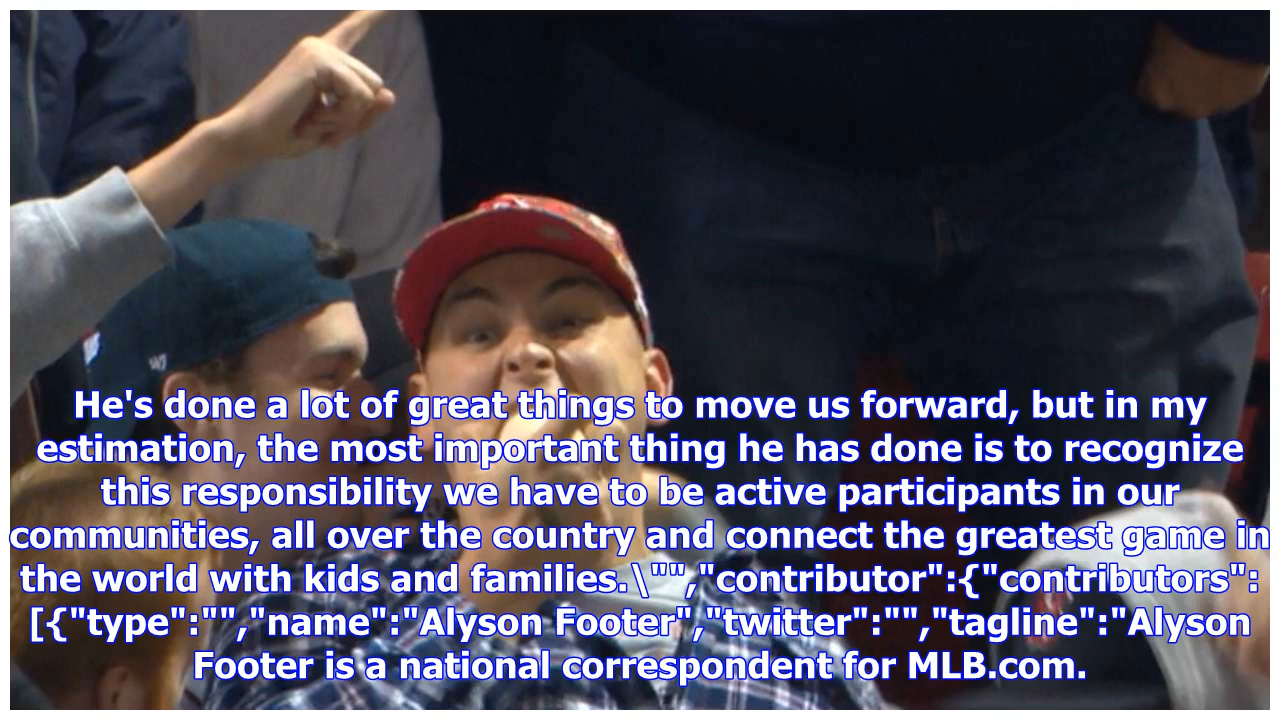 He's done a lot of great things to move us forward, but in my
estimation, the most important thing he has done is to recognize
this responsibility we have to be active participants in our
communities, all over the country and connect the greatest game in
the world with kids and families.\"","contributor":{"contributors":
[{"type":"","name":"Alyson Footer","twitter":"","tagline":"Alyson
Footer is a national correspondent for MLB.com.